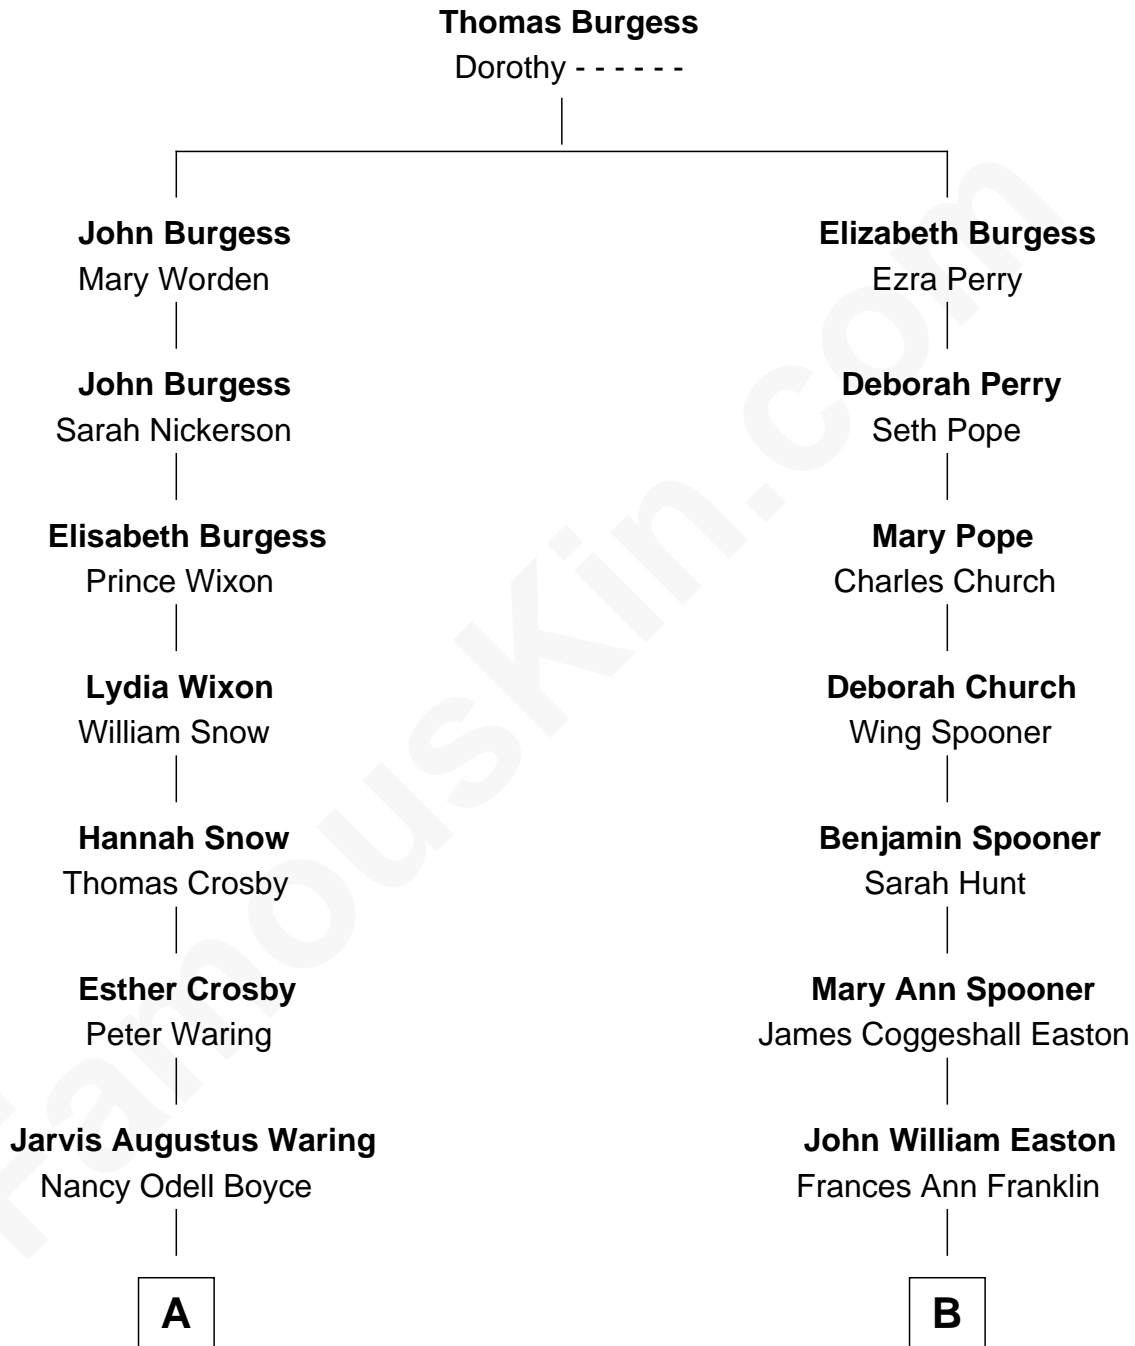 Thomas Burgess
Dorothy - - - - - -
John Burgess
Mary Worden
Elizabeth Burgess
Ezra Perry
John Burgess
Sarah Nickerson
Deborah Perry
Seth Pope
Elisabeth Burgess
Prince Wixon
Mary Pope
Charles Church
Lydia Wixon
William Snow
Deborah Church
Wing Spooner
Hannah Snow
Thomas Crosby
Benjamin Spooner
Sarah Hunt
Esther Crosby
Peter Waring
Mary Ann Spooner
James Coggeshall Easton
Jarvis Augustus Waring
Nancy Odell Boyce
John William Easton
Frances Ann Franklin
A
B
FamousKin.com